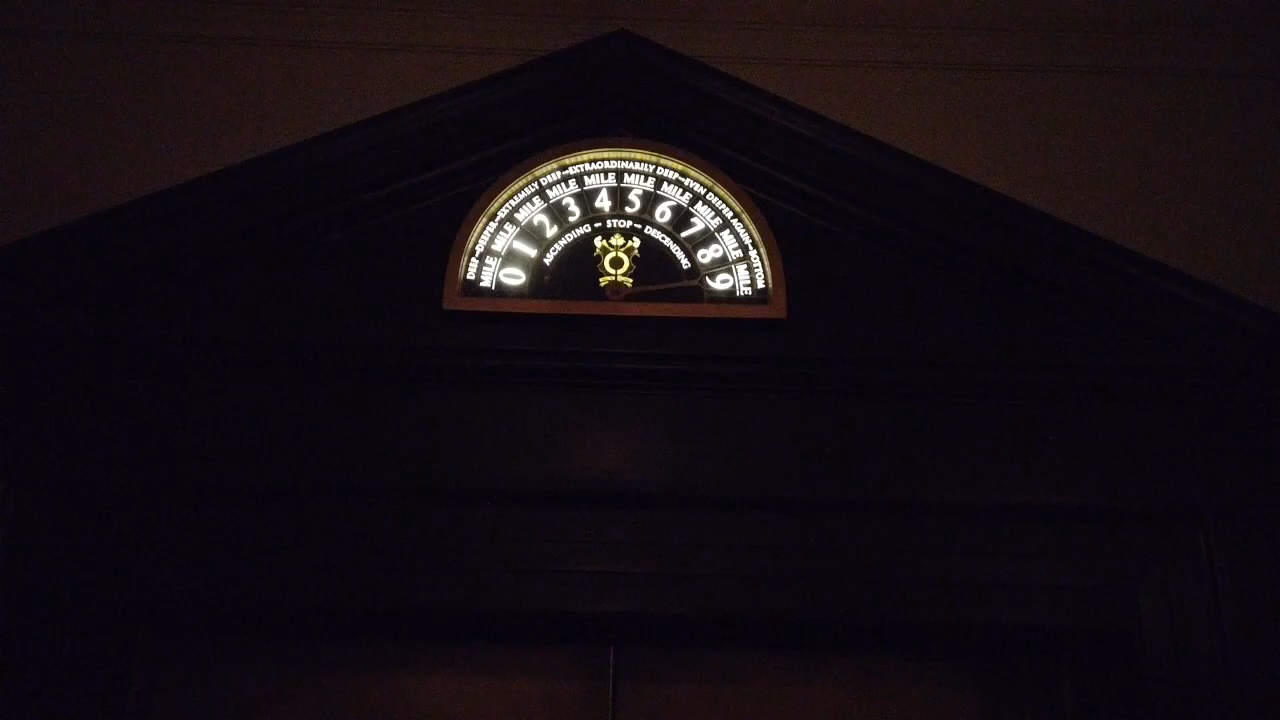 DEEP–DEEPER–EXTREMELY DEEP–EXTRAORDINARILY DEEP–EVEN DEEPER AGAIN–BOTTOM
MILE MILE MILE MILE MILE MILE MILE MILE MILE MILE
0 1 2 3 4 5 6 7 8 9
ASCENDING – STOP – DESCENDING